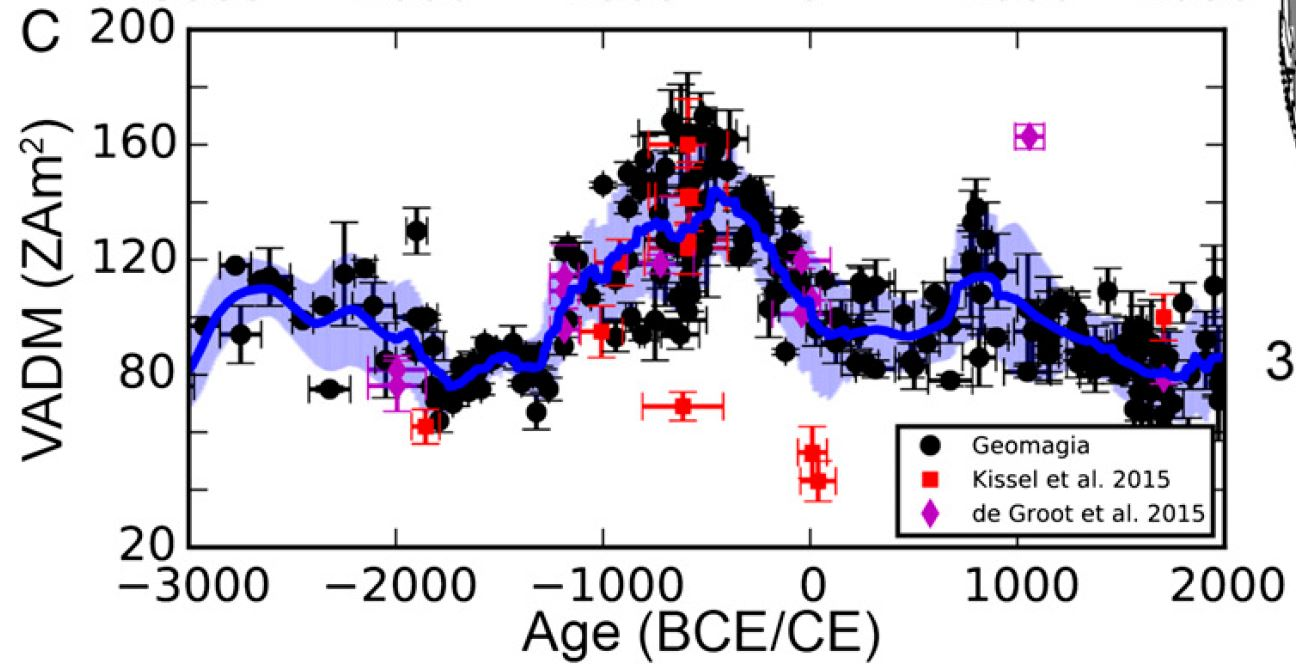 C
200
160
120
80
20
VADM (ZAm²)
−3000 −2000 −1000 0 1000 2000
Age (BCE/CE)
Geomagia
Kissel et al. 2015
de Groot et al. 2015
3